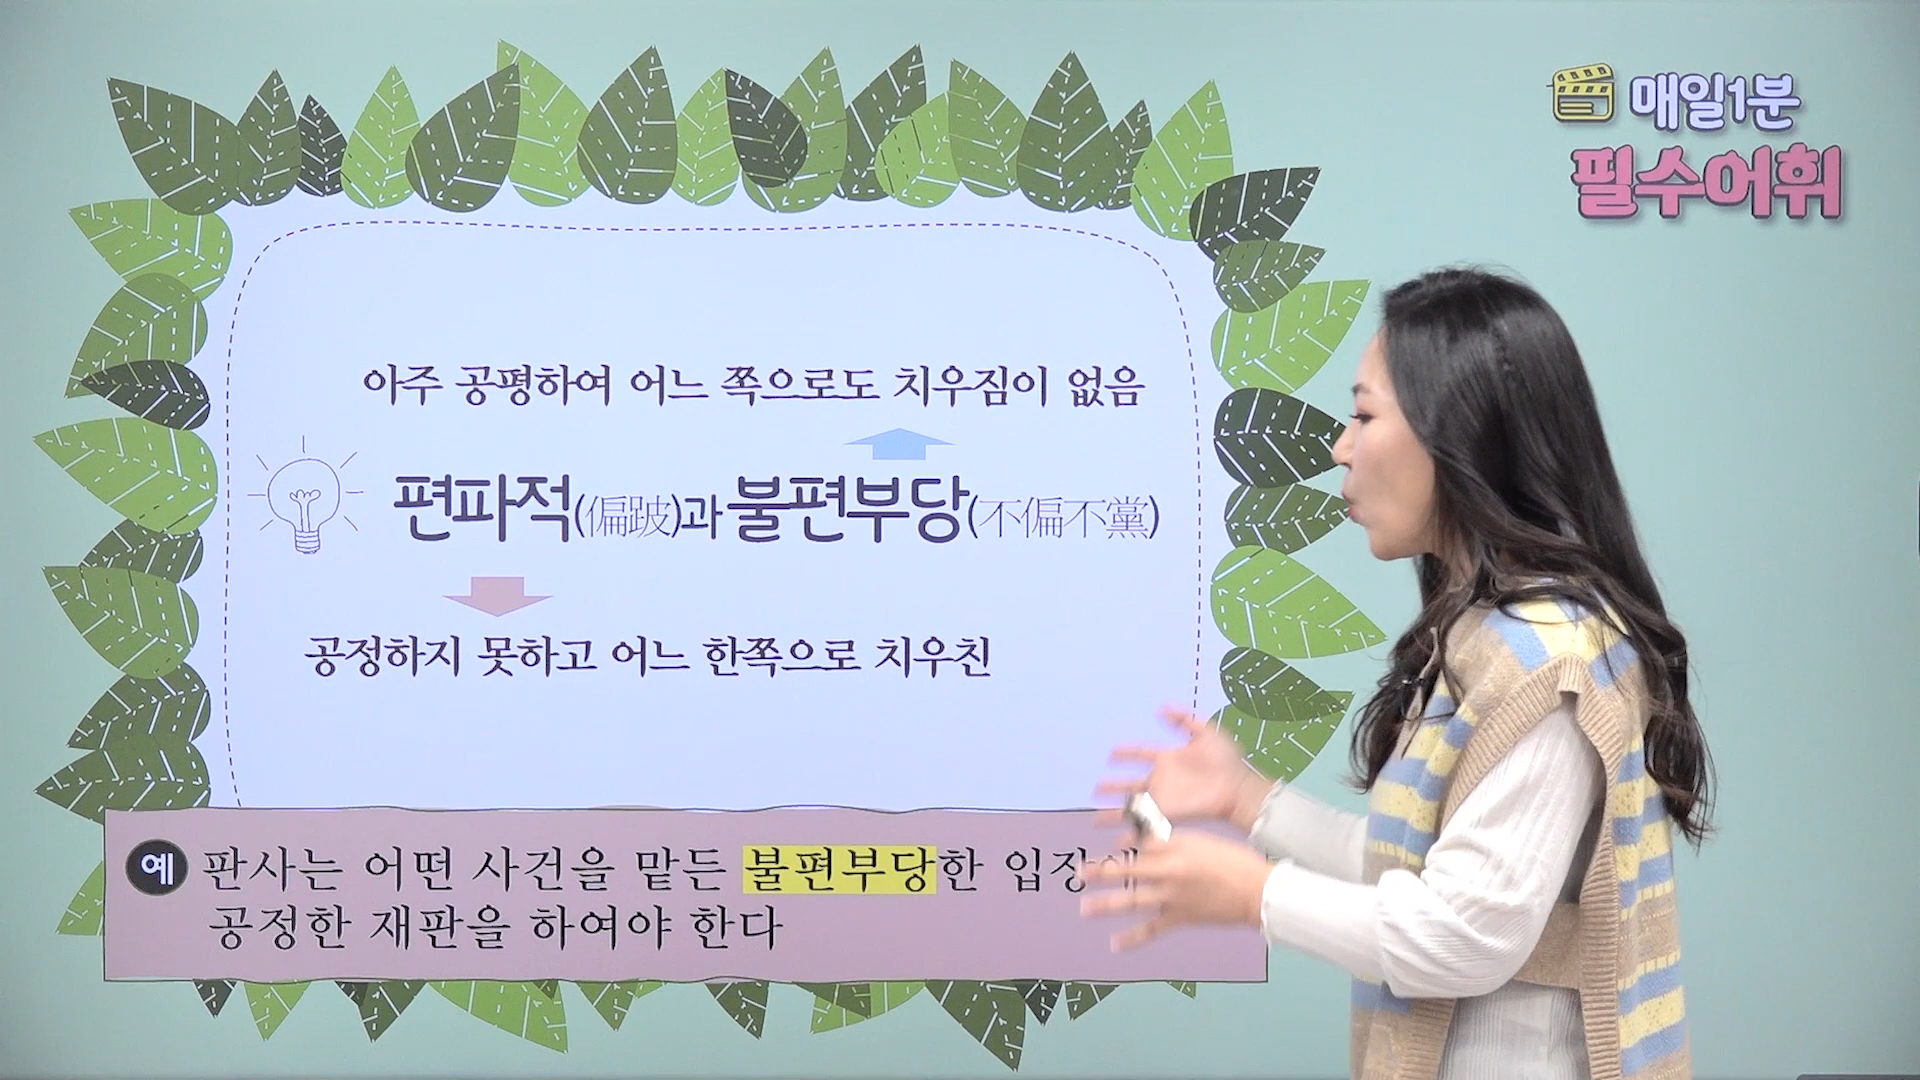 매일1분
필수어휘
아주 공평하여 어느 쪽으로도 치우짐이 없음
편파적(偏跛)과 불편부당(不偏不黨)
공정하지 못하고 어느 한쪽으로 치우친
예 판사는 어떤 사건을 맡든 불편부당한
공정한 재판을 하여야 한다